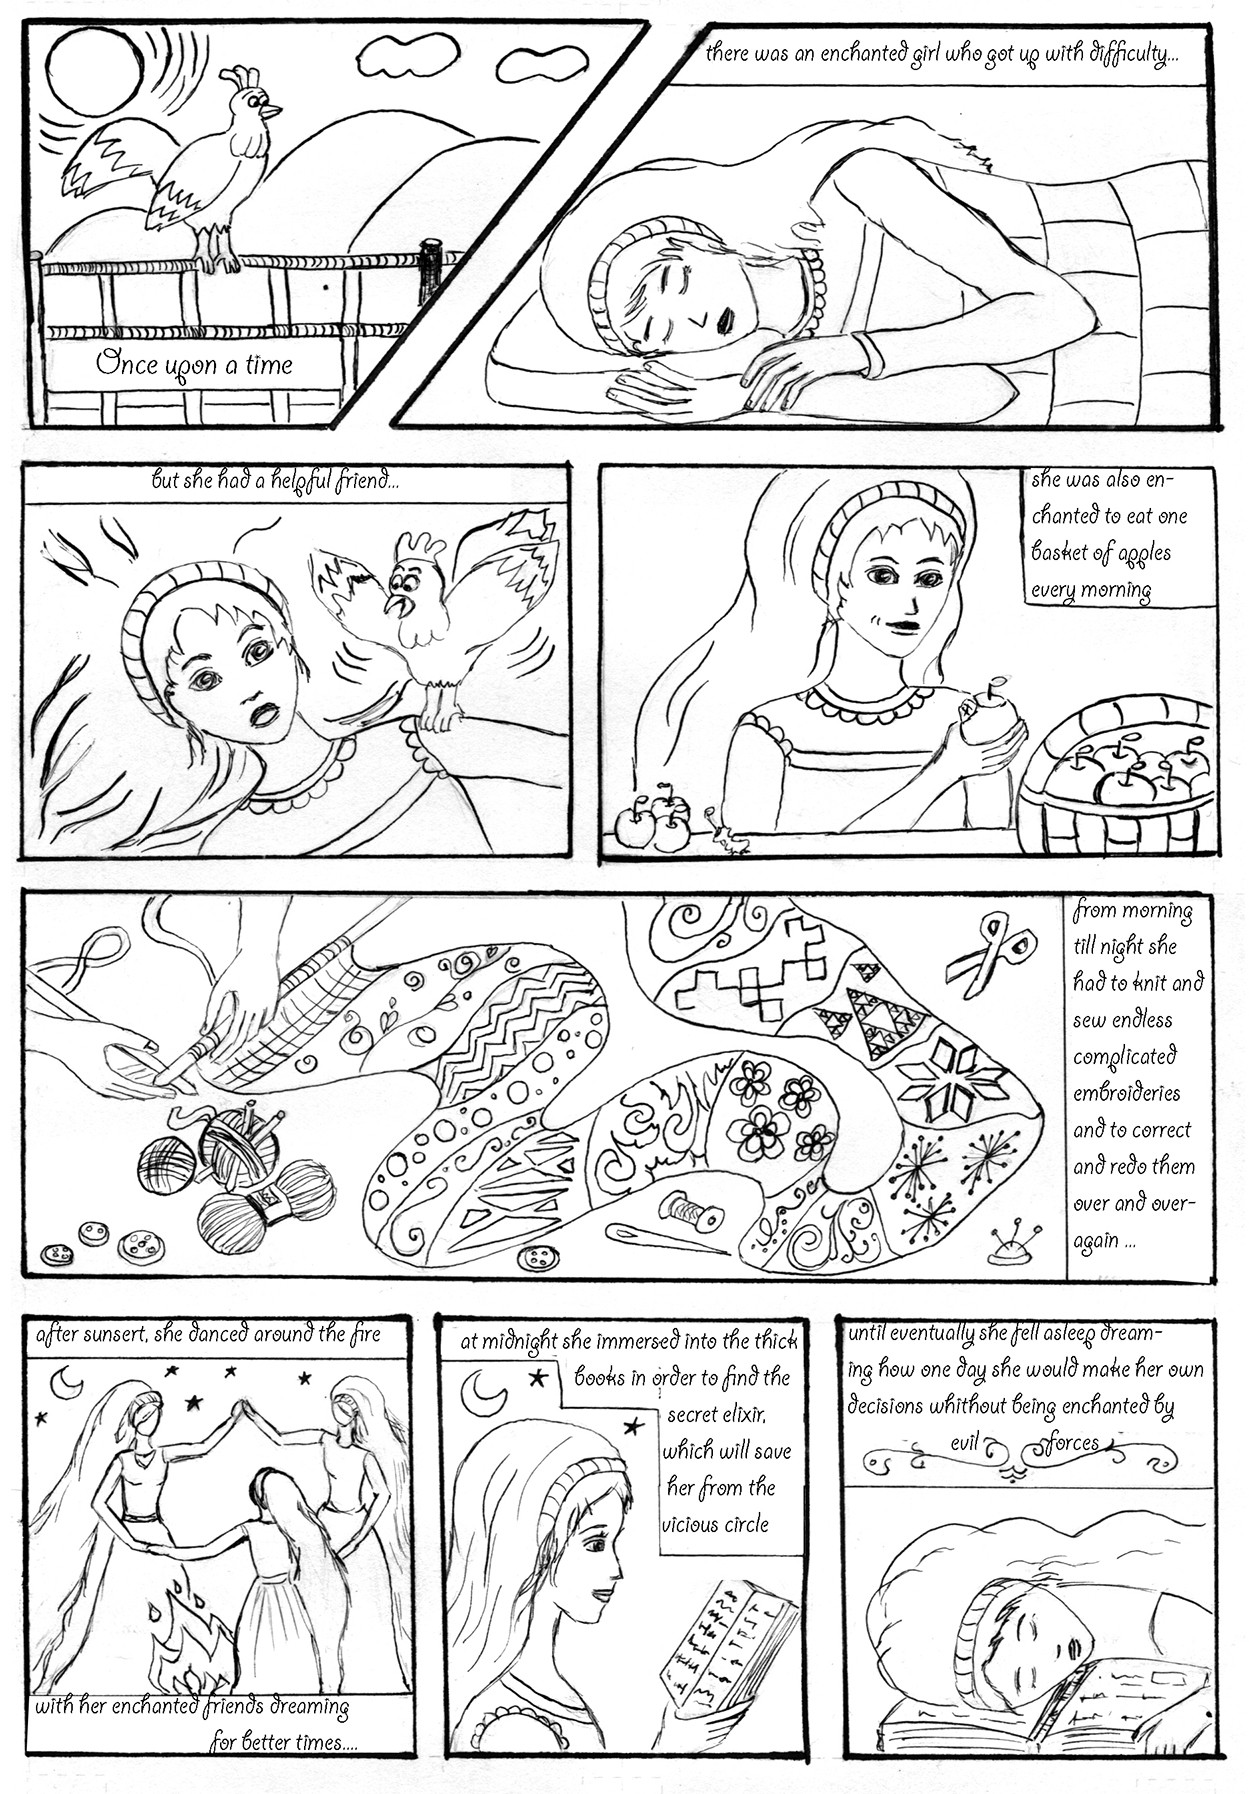 Once upon a time
there was an enchanted girl who got up with difficulty...
but she had a helpful friend...
she was also en-
chanted to eat one
basket of apples
every morning
from morning
till night she
had to knit and
sew endless
complicated
embroideries
and to correct
and redo them
over and over-
again ...
after sunsert, she danced around the fire
with her enchanted friends dreaming
for better times....
at midnight she immersed into the thick
books in order to find the
secret elixir,
which will save
her from the
vicious circle
until eventually she fell asleep dream-
ing how one day she would make her own
decisions whithout being enchanted by
evil forces